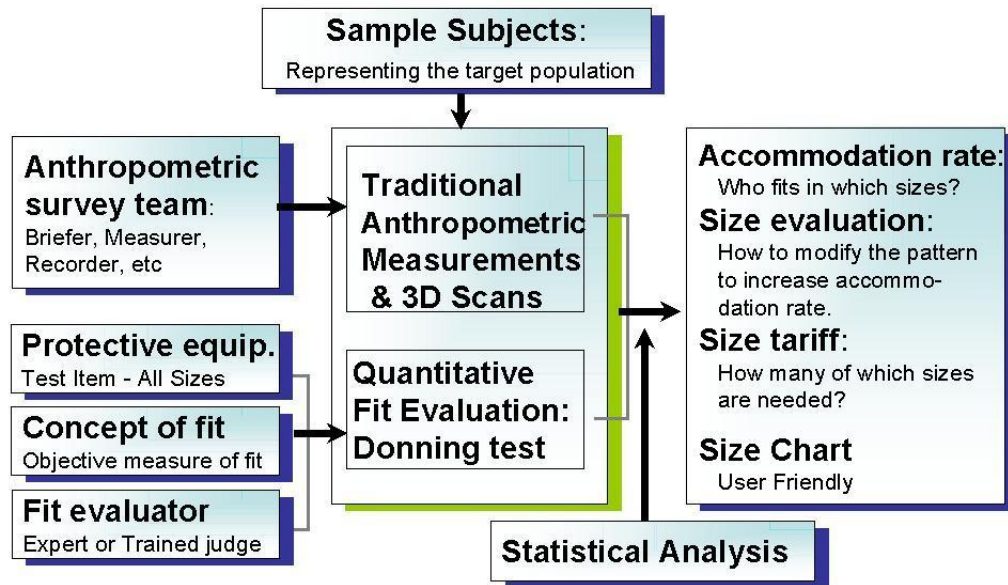 Sample Subjects:
Representing the target population
Anthropometric
survey team:
Briefer, Measurer,
Recorder, etc
Traditional
Anthropometric
Measurements
& 3D Scans
Protective equip.
Test Item - All Sizes
Concept of fit
Objective measure of fit
Fit evaluator
Expert or Trained judge
Quantitative
Fit Evaluation:
Donning test
Accommodation rate:
Who fits in which sizes?
Size evaluation:
How to modify the pattern
to increase accommo-
dation rate.
Size tariff:
How many of which sizes
are needed?
Size Chart
User Friendly
Statistical Analysis